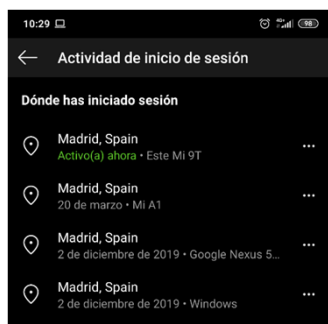 10:29 98
Actividad de inicio de sesión
Dónde has iniciado sesión
Madrid, Spain
Activo(a) ahora • Este Mi 9T
Madrid, Spain
20 de marzo • Mi A1
Madrid, Spain
2 de diciembre de 2019 • Google Nexus 5...
Madrid, Spain
2 de diciembre de 2019 • Windows